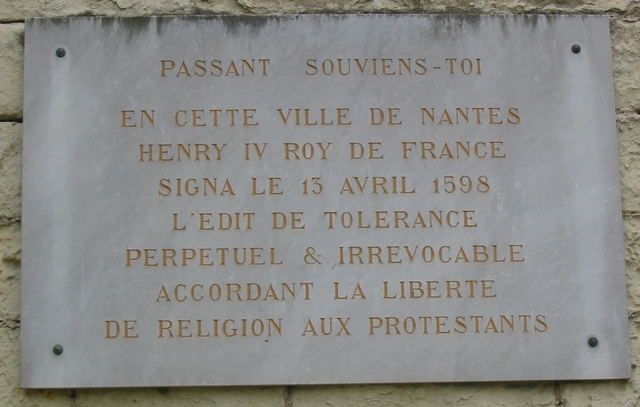 PASSANT SOUVIENS-TOI
EN CETTE VILLE DE NANTES
HENRY IV ROY DE FRANCE
SIGNA LE 13 AVRIL 1598
L'EDIT DE TOLERANCE
PERPETUEL & IRREVOCABLE
ACCORDANT LA LIBERTE
DE RELIGION AUX PROTESTANTS